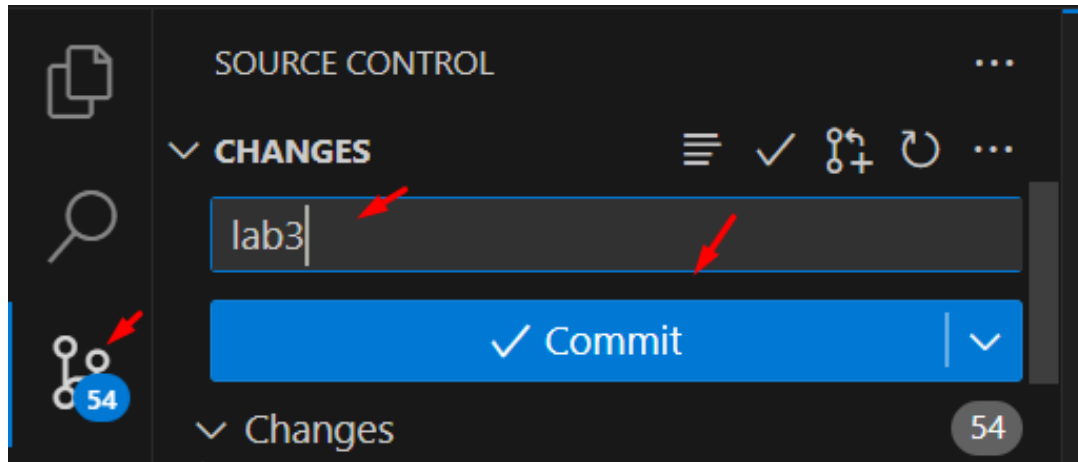 SOURCE CONTROL
CHANGES
lab3
Commit
54
Changes 54